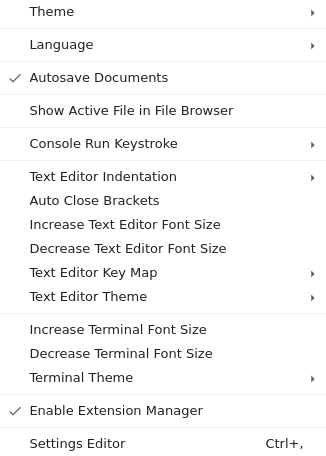 Theme
Language
Autosave Documents
Show Active File in File Browser
Console Run Keystroke
Text Editor Indentation
Auto Close Brackets
Increase Text Editor Font Size
Decrease Text Editor Font Size
Text Editor Key Map
Text Editor Theme
Increase Terminal Font Size
Decrease Terminal Font Size
Terminal Theme
Enable Extension Manager
Settings Editor Ctrl+,